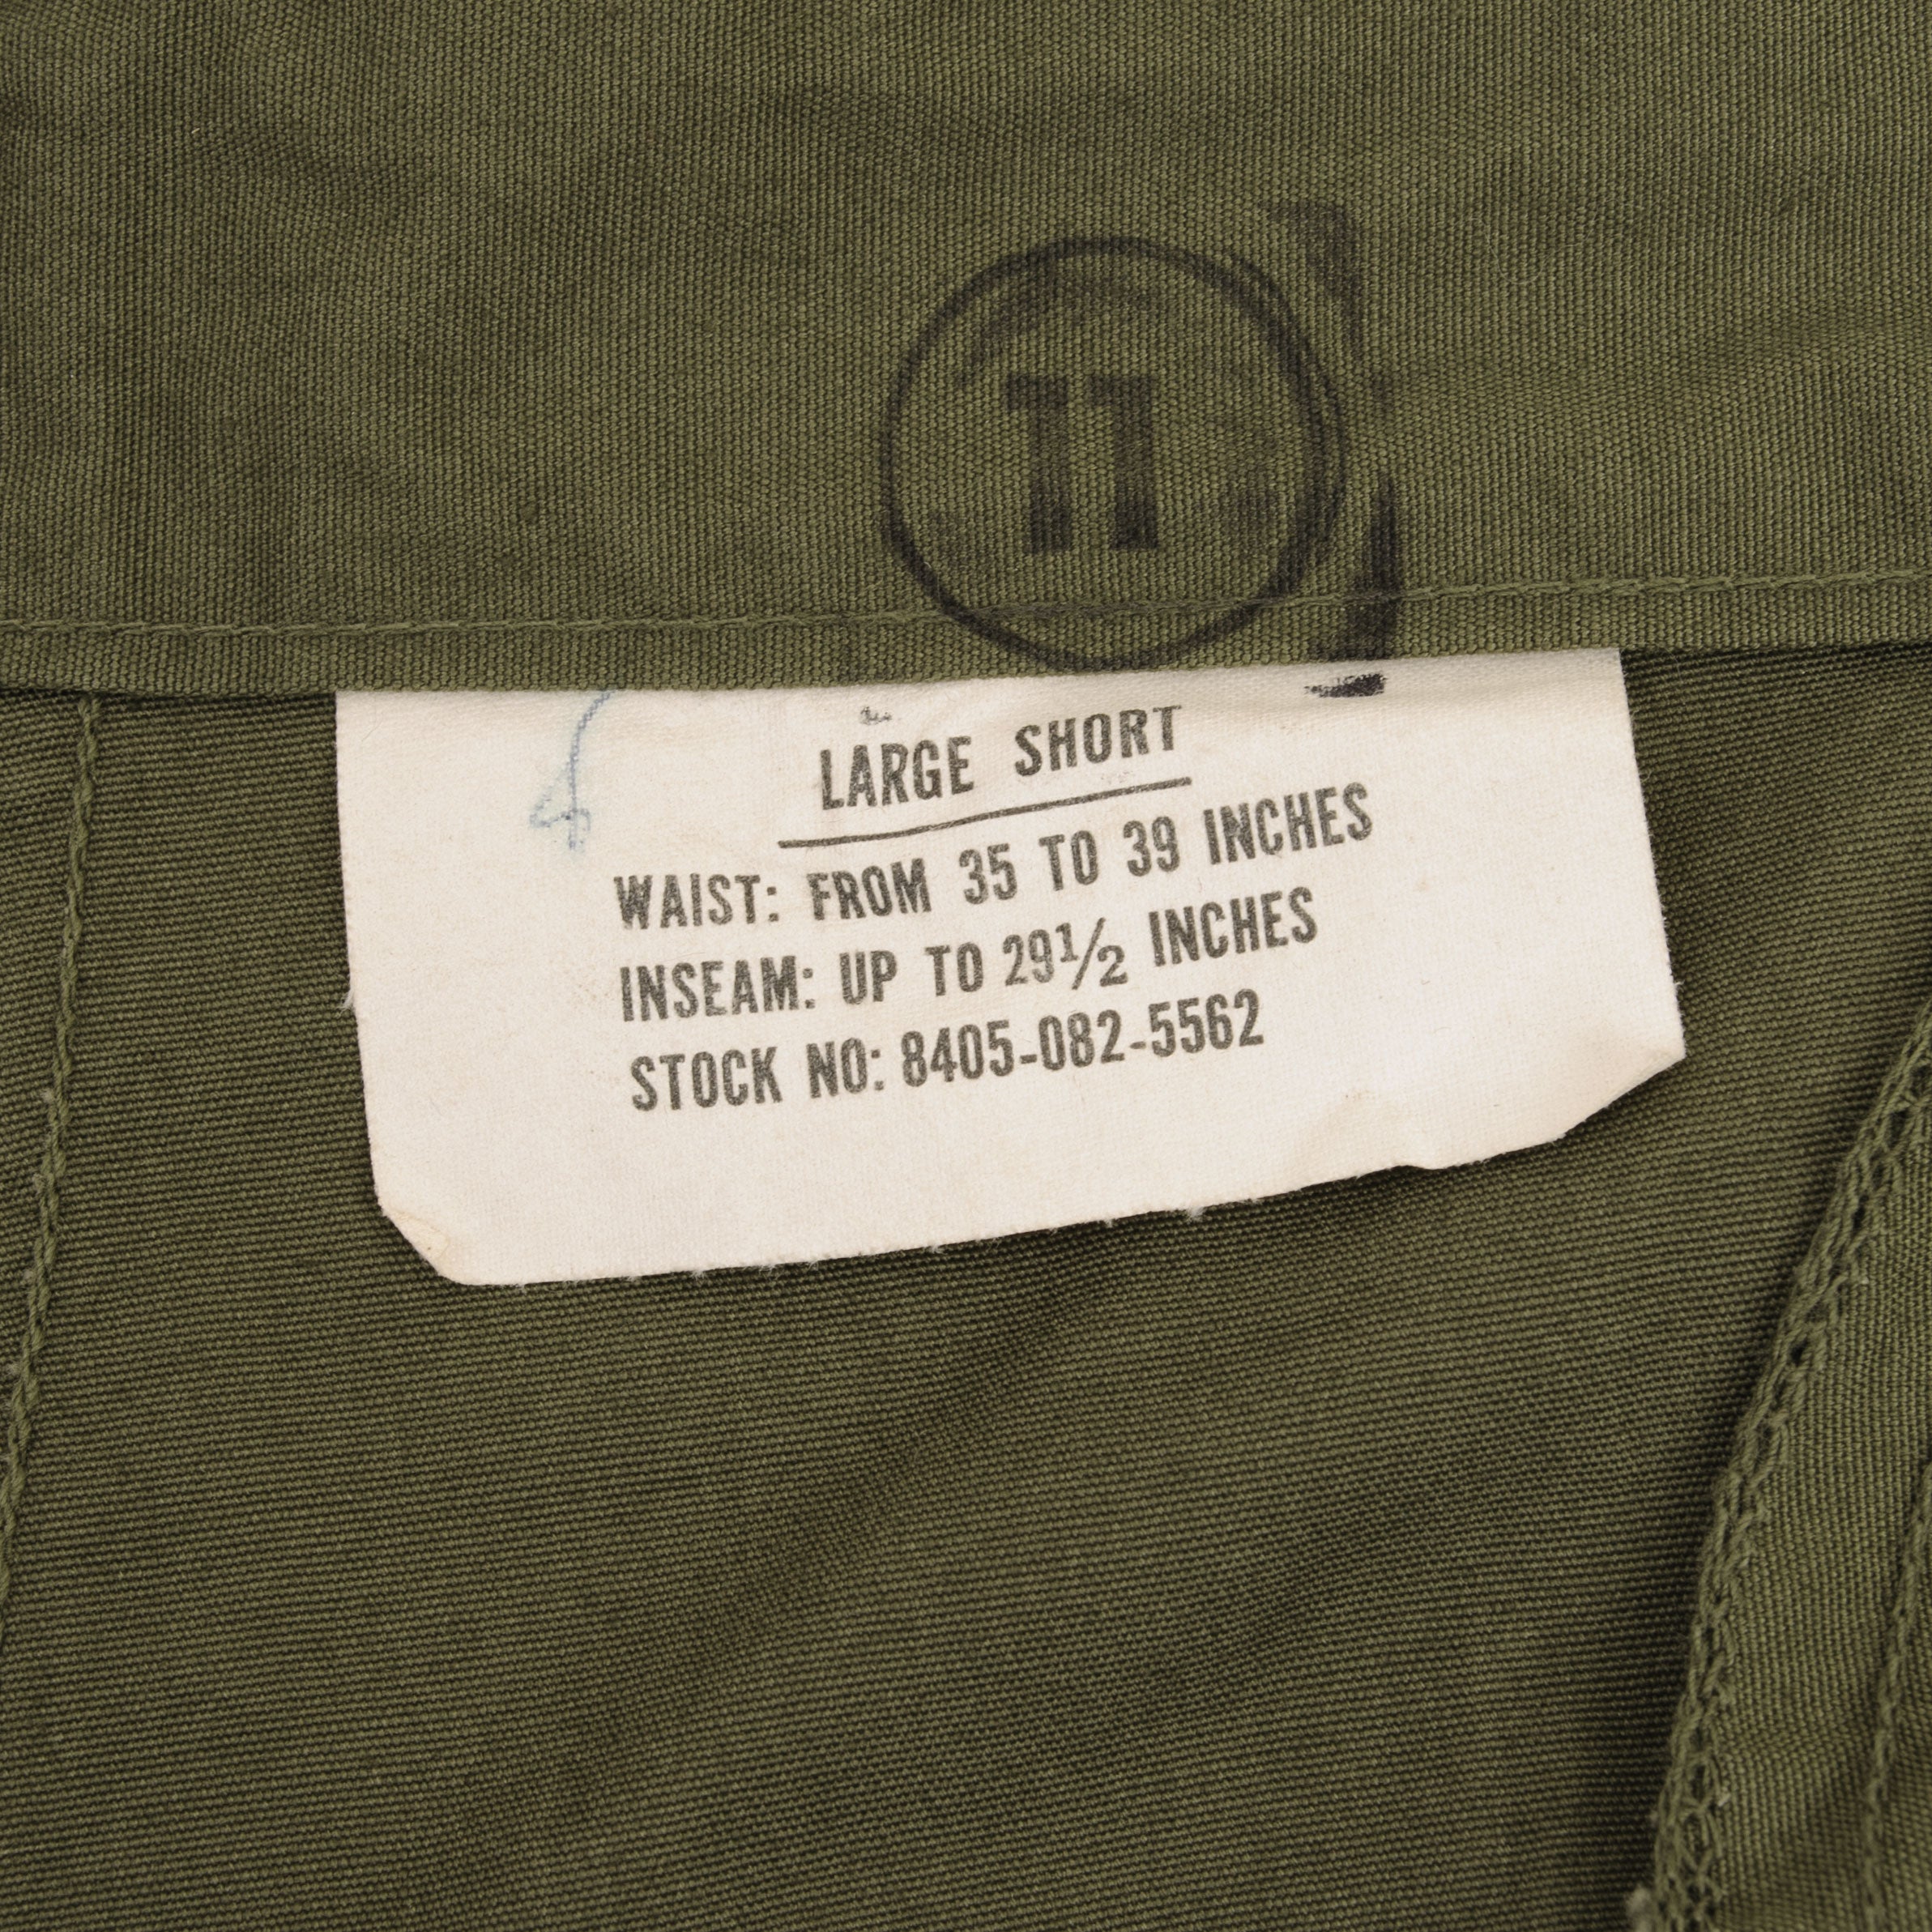 11
LARGE SHORT
WAIST: FROM 35 TO 39 INCHES
INSEAM: UP TO 29½ INCHES
STOCK NO: 8405-082-5562